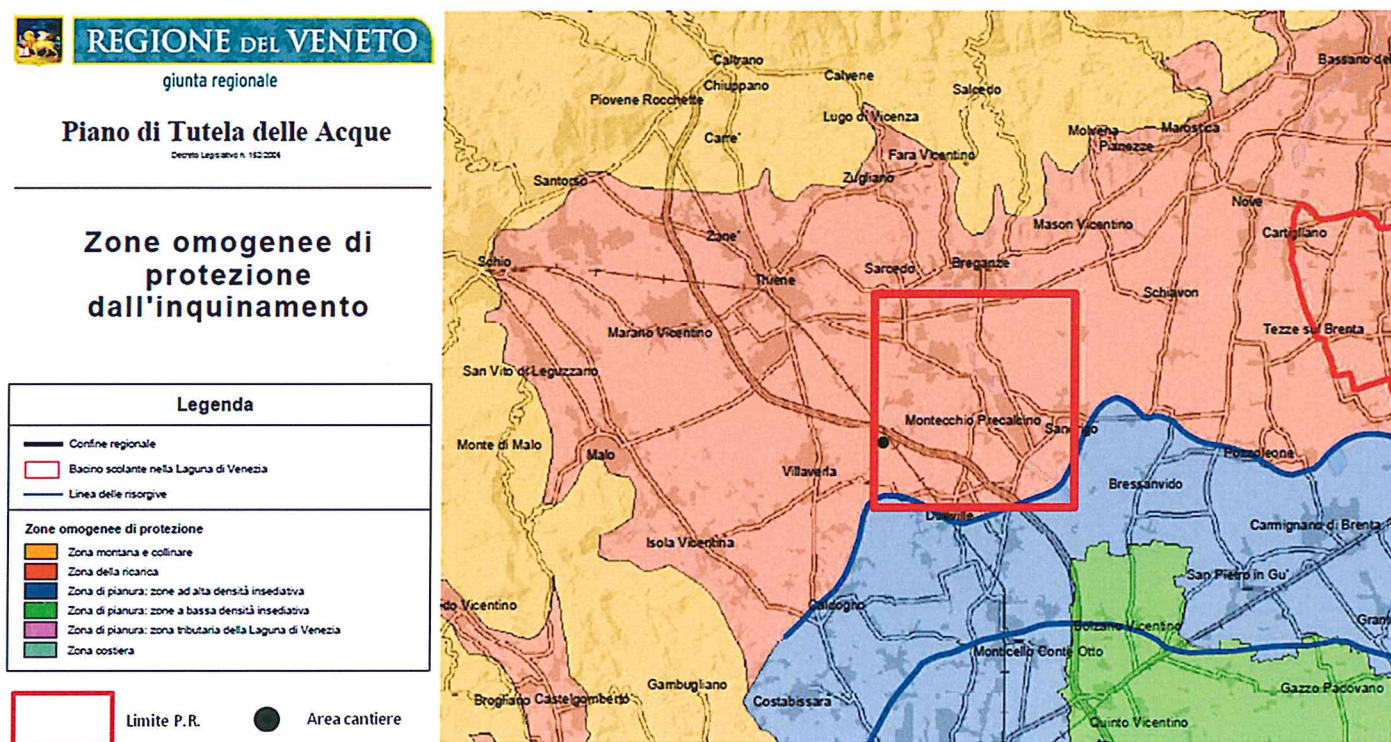 REGIONE DEL VENETO
giunta regionale
Piano di Tutela delle Acque
Decreto Legislativo n. 152/2006
Zone omogenee di
protezione
dall'inquinamento
Legenda
Confine regionale
Bacino scolante nella Laguna di Venezia
Linea delle risorgive
Zone omogenee di protezione
Zona montana e collinare
Zona della ricarica
Zona di pianura: zone ad alta densità insediativa
Zona di pianura: zone a bassa densità insediativa
Zona di pianura: zona tributaria della Laguna di Venezia
Zona costiera
Limite P.R.
Area cantiere
Caltrano
Bassano del
Chiuppano
Calvene
Salcedo
Piovene Rocchette
Lugo di Vicenza
Carre'
Molvena
Marostica
Pianezze
Fara Vicentino
Santorso
Zugliano
Nove
Mason Vicentino
Zane'
Cartigliano
Schio
Sarcedo
Breganze
Thiene
Schiavon
Marano Vicentino
Tezze sul Brenta
San Vito di Leguzzano
Montecchio Precalcino
Sandrigo
Monte di Malo
Malo
Villaverla
Pozzoleone
Bressanvido
Dueville
Carmignano di Brenta
Isola Vicentina
San Pietro in Gu'
do Vicentino
Caldogno
Bolzano Vicentino
Gram
Monticello Conte Otto
Gambugliano
Brogliano
Castelgomberto
Costabissara
Gazzo Padovano
Quinto Vicentino